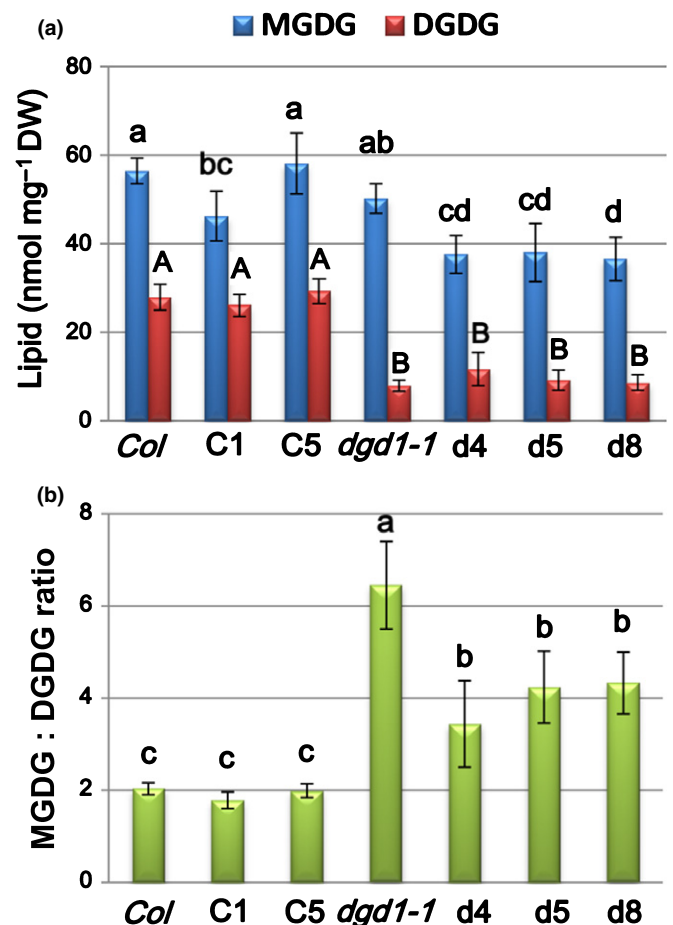 (a)
MGDG DGDG
Lipid (nmol mg⁻¹ DW)
80
60
40
20
0
a
bc
a
ab
cd
cd
d
A
A
A
B
B
B
B
Col C1 C5 dgd1-1 d4 d5 d8
(b)
MGDG : DGDG ratio
8
6
4
2
0
c
c
c
a
b
b
b
Col C1 C5 dgd1-1 d4 d5 d8